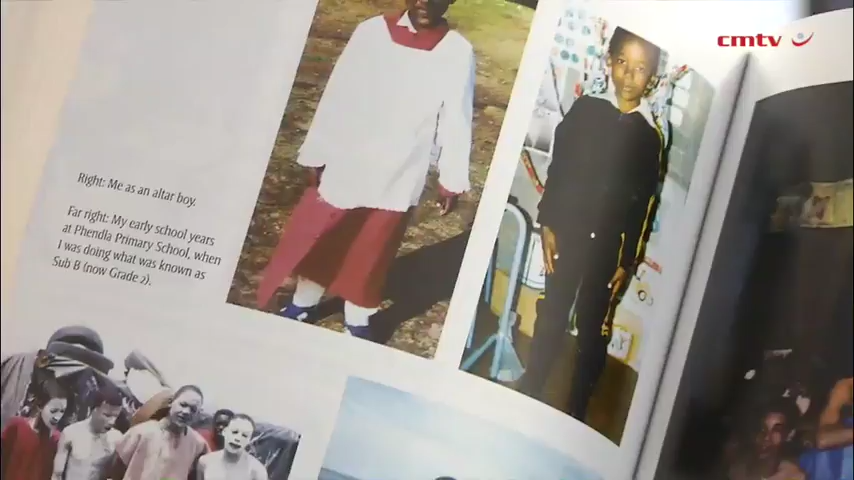 cmtv
Right: Me as an altar boy.
Far right: My early school years
at Phendla Primary School, when
I was doing what was known as
Sub B (now Grade 2).